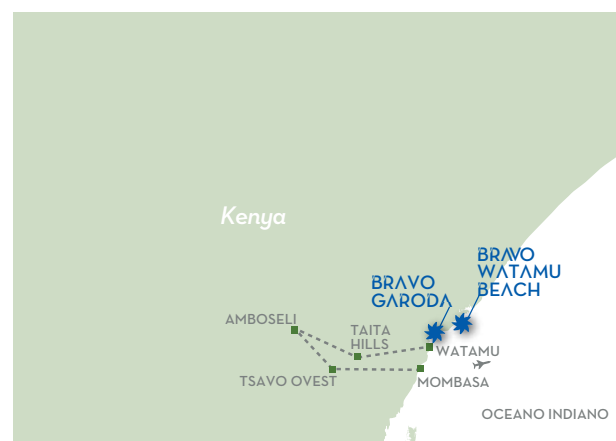 Kenya
BRAVO
WATAMU
BEACH
BRAVO
GARODA
AMBOSELI
TAITA
HILLS
WATAMU
TSAVO OVEST
MOMBASA
OCEANO INDIANO